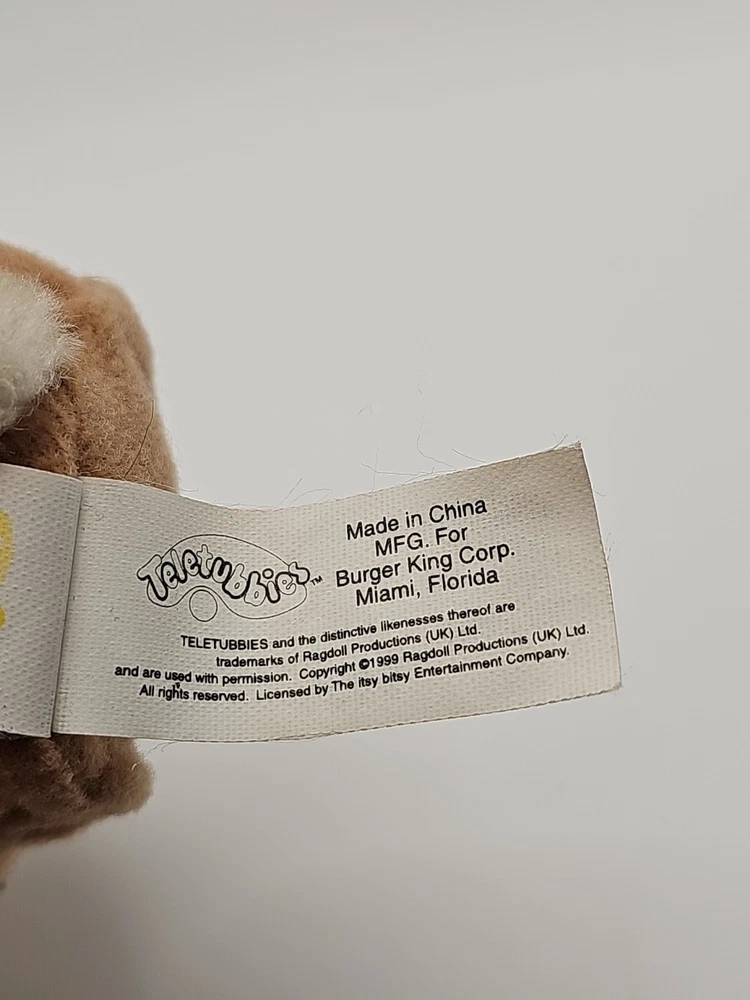 Teletubbies™
Made in China
MFG. For
Burger King Corp.
Miami, Florida
TELETUBBIES and the distinctive likenesses thereof are
trademarks of Ragdoll Productions (UK) Ltd.
and are used with permission. Copyright ©1999 Ragdoll Productions (UK) Ltd.
All rights reserved. Licensed by The itsy bitsy Entertainment Company.